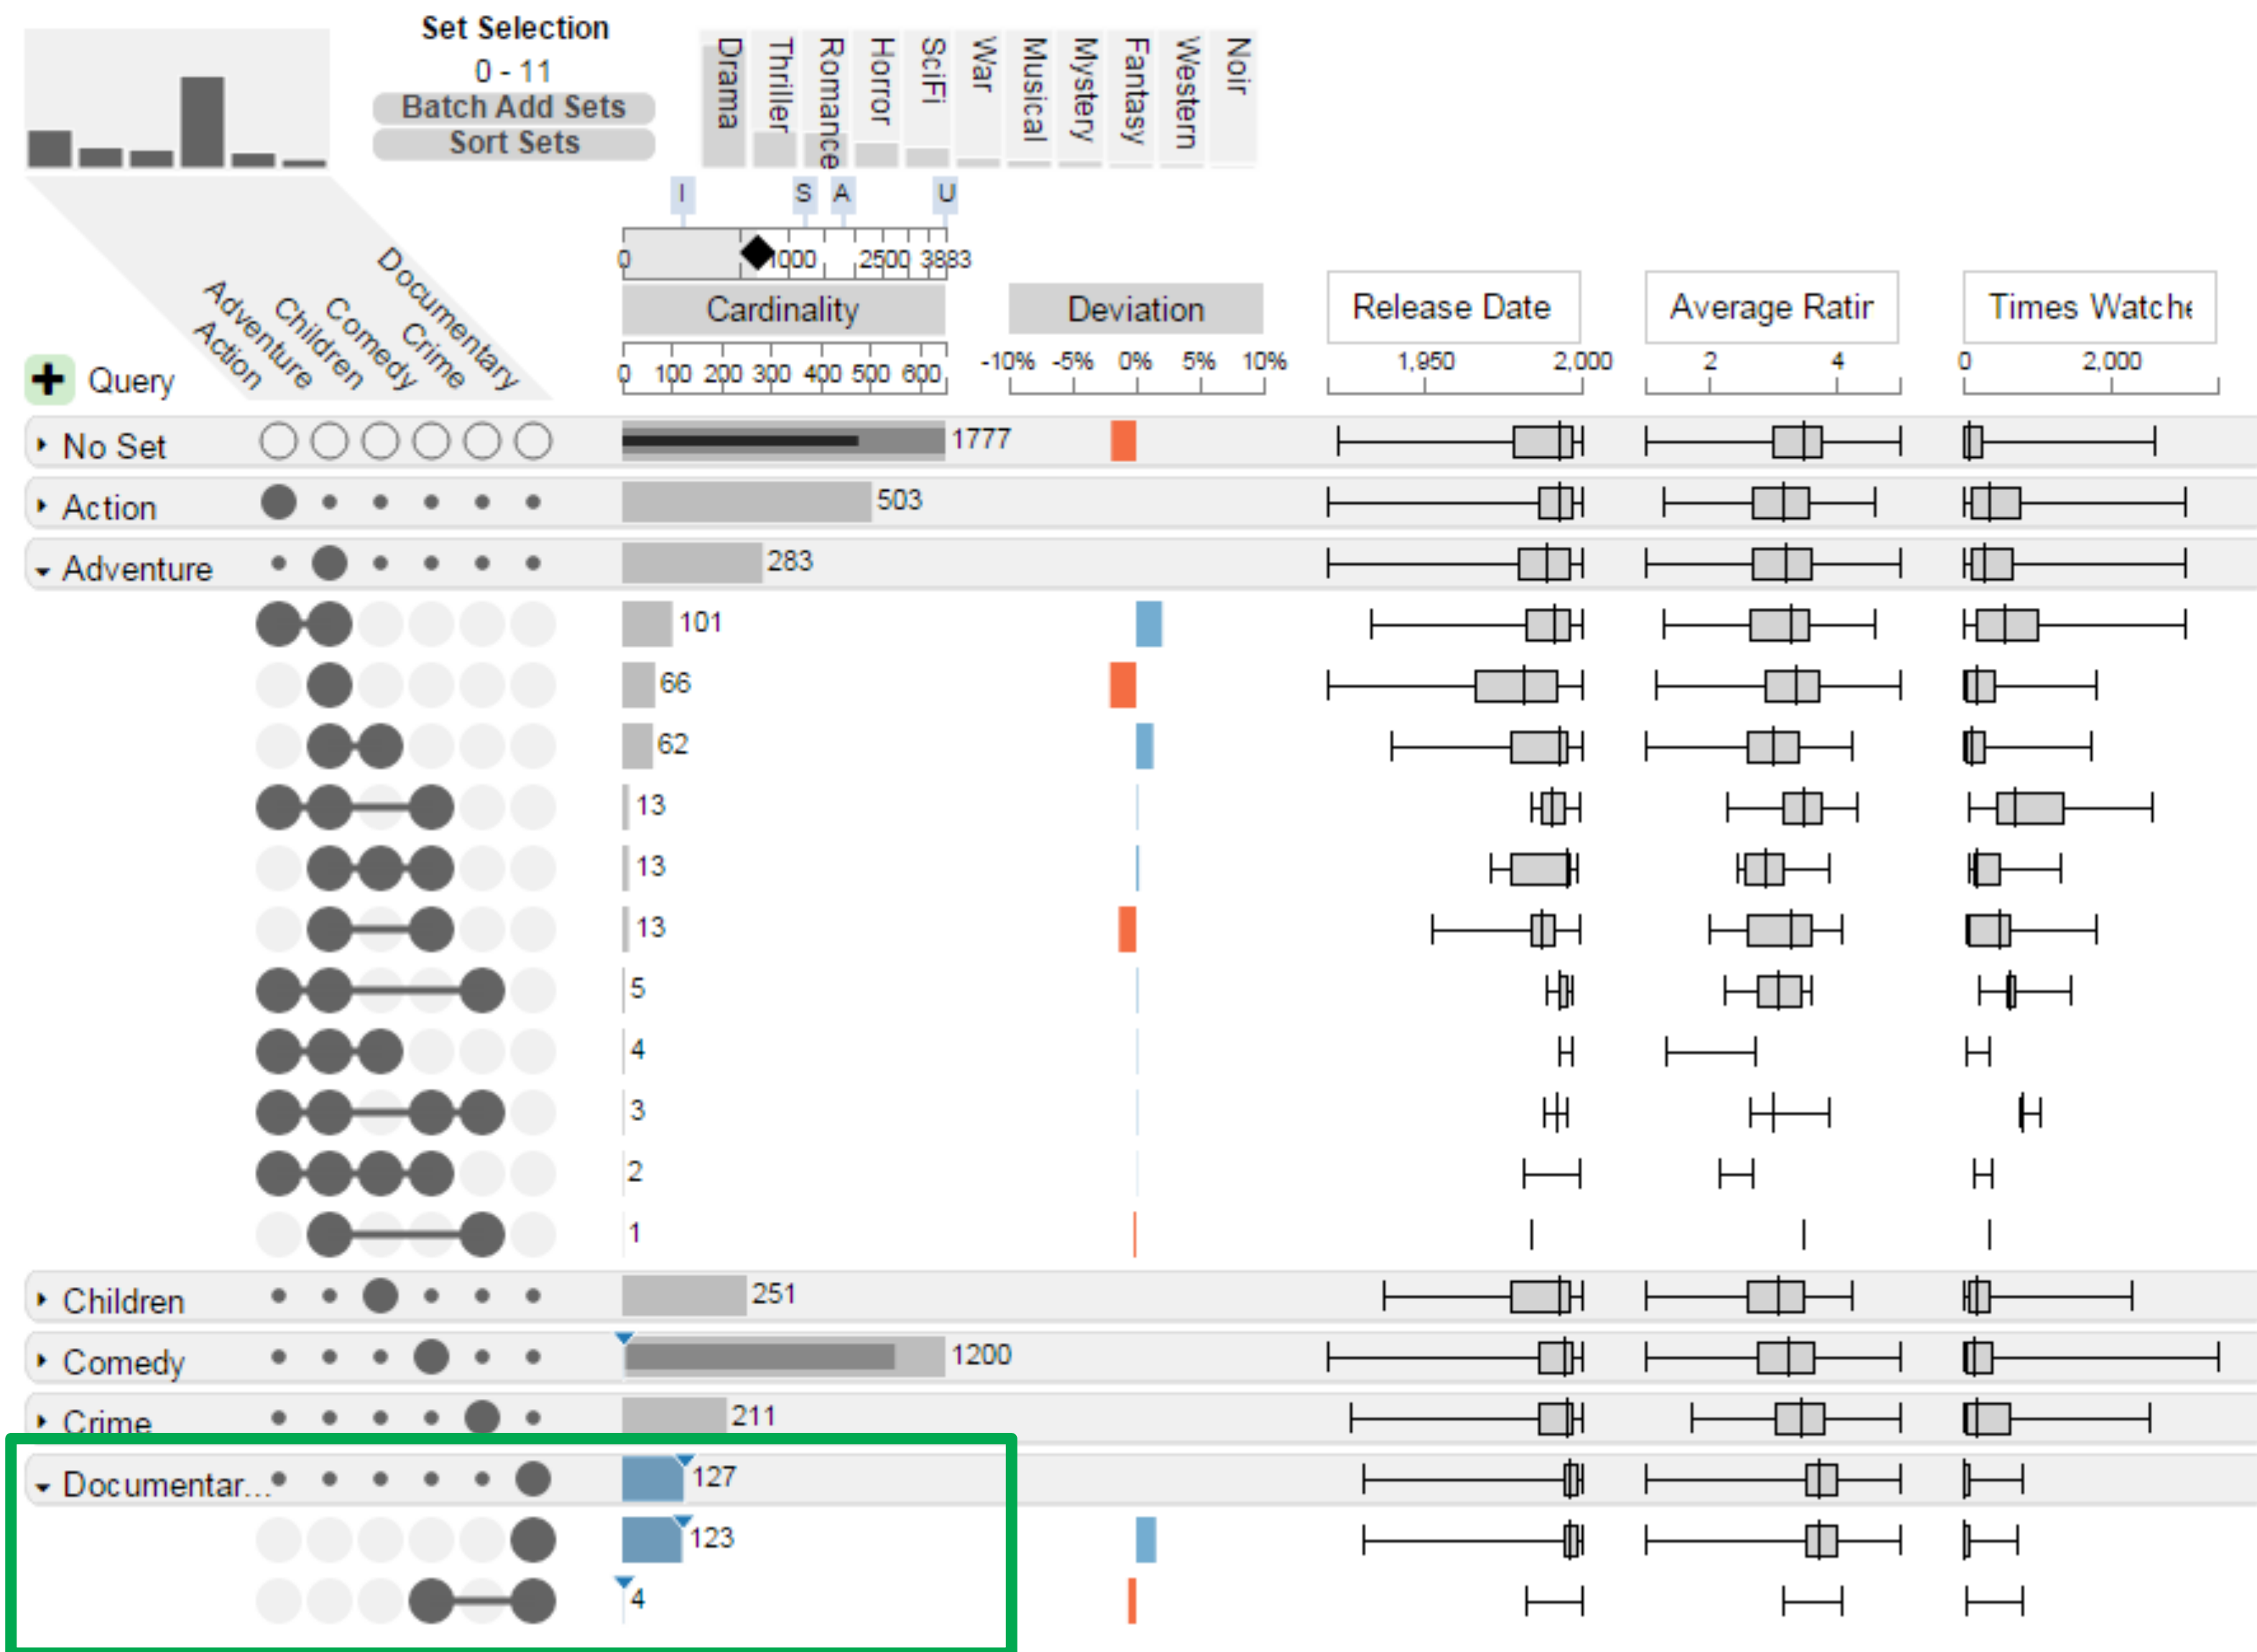 Set Selection
0 - 11
Batch Add Sets
Sort Sets
Drama
Thriller
Romance
Horror
SciFi
War
Musical
Mystery
Fantasy
Western
Noir
I S A U
0 1000 2500 3883
Cardinality
0 100 200 300 400 500 600
Deviation
-10% -5% 0% 5% 10%
Release Date
1,950 2,000
Average Ratir
2 4
Times Watche
0 2,000
Query
Action
Adventure
Children
Comedy
Crime
Documentary
No Set 1777
Action 503
Adventure 283
101
66
62
13
13
13
5
4
3
2
1
Children 251
Comedy 1200
Crime 211
Documentar... 127
123
4